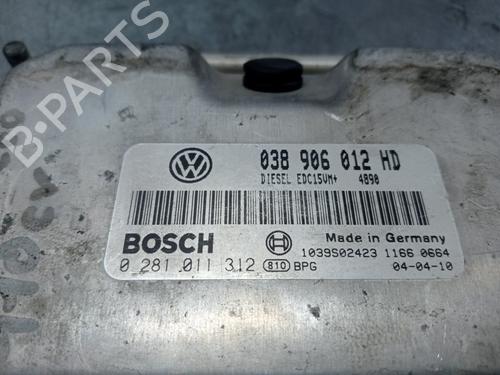 038 906 012 HD
DIESEL EDC15VM+ 4890
BOSCH
Made in Germany
1039S02423 1166 0664
0 281 011 312 810 BPG 04-04-10
B-PARTS